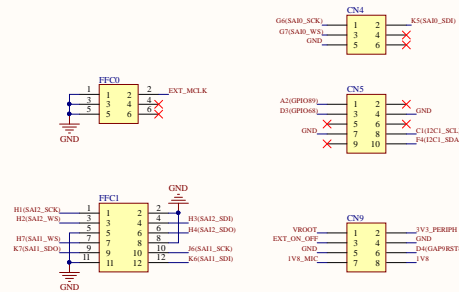 CN4
G6(SAI0_SCK) 1 2 K5(SAI0_SDI)
G7(SAI0_WS) 3 4
GND 5 6
FFC0
1 2 EXT_MCLK
3 4
5 6
GND
CN5
A2(GPIO89) 1 2
D3(GPIO68) 3 4 GND
5 6
GND 7 8 C1(I2C1_SCL
9 10 F4(I2C1_SDA
FFC1
GND
H1(SAI2_SCK) 1 2
H2(SAI2_WS) 3 4 H3(SAI2_SDI)
5 6 H4(SAI2_SDO)
H7(SAI1_WS) 7 8
K7(SAI1_SDO) 9 10 J6(SAI1_SCK)
11 12 K6(SAI1_SDI)
GND
CN9
VROOT 1 2 3V3_PERIPH
EXT_ON_OFF 3 4 GND
GND 5 6 D4(GAP9RST
1V8_MIC 7 8 1V8